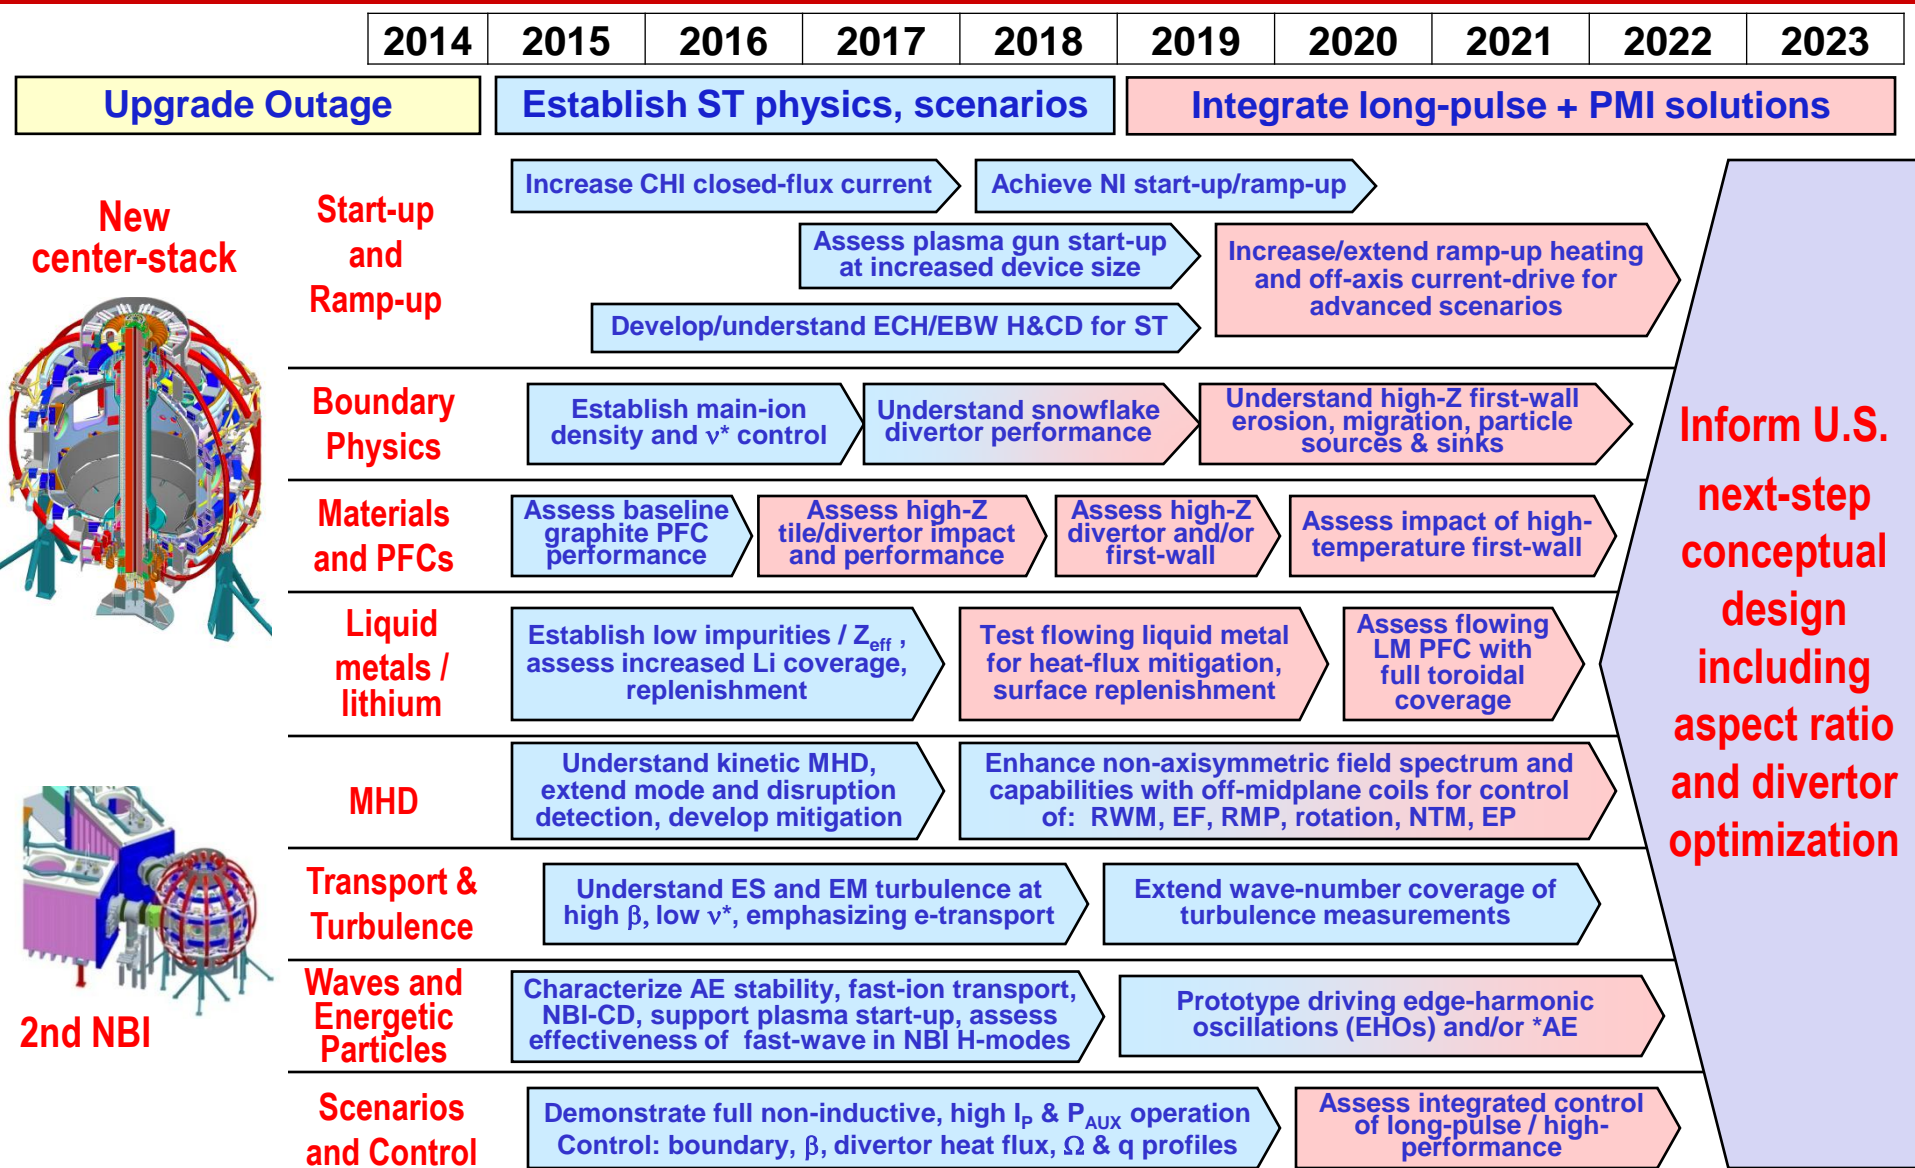 2014 2015 2016 2017 2018 2019 2020 2021 2022 2023
Upgrade Outage
Establish ST physics, scenarios
Integrate long-pulse + PMI solutions
New
center-stack
2nd NBI
Start-up
and
Ramp-up
Increase CHI closed-flux current
Achieve NI start-up/ramp-up
Assess plasma gun start-up
at increased device size
Increase/extend ramp-up heating
and off-axis current-drive for
advanced scenarios
Develop/understand ECH/EBW H&CD for ST
Boundary
Physics
Establish main-ion
density and ν* control
Understand snowflake
divertor performance
Understand high-Z first-wall
erosion, migration, particle
sources & sinks
Materials
and PFCs
Assess baseline
graphite PFC
performance
Assess high-Z
tile/divertor impact
and performance
Assess high-Z
divertor and/or
first-wall
Assess impact of high-
temperature first-wall
Liquid
metals /
lithium
Establish low impurities / Zeff ,
assess increased Li coverage,
replenishment
Test flowing liquid metal
for heat-flux mitigation,
surface replenishment
Assess flowing
LM PFC with
full toroidal
coverage
MHD
Understand kinetic MHD,
extend mode and disruption
detection, develop mitigation
Enhance non-axisymmetric field spectrum and
capabilities with off-midplane coils for control
of: RWM, EF, RMP, rotation, NTM, EP
Transport &
Turbulence
Understand ES and EM turbulence at
high β, low ν*, emphasizing e-transport
Extend wave-number coverage of
turbulence measurements
Waves and
Energetic
Particles
Characterize AE stability, fast-ion transport,
NBI-CD, support plasma start-up, assess
effectiveness of fast-wave in NBI H-modes
Prototype driving edge-harmonic
oscillations (EHOs) and/or *AE
Scenarios
and Control
Demonstrate full non-inductive, high IP & PAUX operation
Control: boundary, β, divertor heat flux, Ω & q profiles
Assess integrated control
of long-pulse / high-
performance
Inform U.S.
next-step
conceptual
design
including
aspect ratio
and divertor
optimization